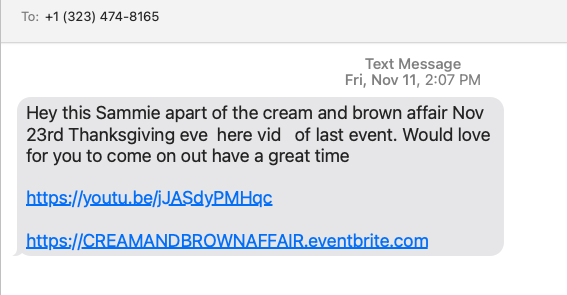 To: +1 (323) 474-8165
Text Message
Fri, Nov 11, 2:07 PM
Hey this Sammie apart of the cream and brown affair Nov
23rd Thanksgiving eve  here vid   of last event. Would love
for you to come on out have a great time
https://youtu.be/jJASdyPMHqc
https://CREAMANDBROWNAFFAIR.eventbrite.com